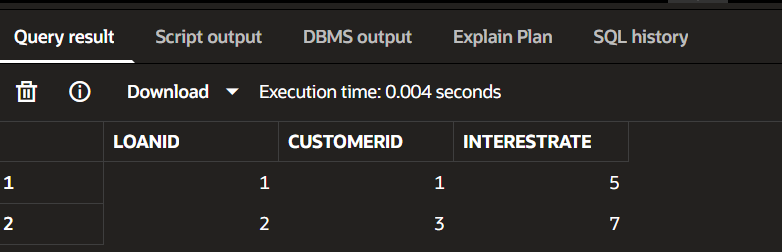 Query result Script output DBMS output Explain Plan SQL history
Download Execution time: 0.004 seconds
LOANID CUSTOMERID INTERESTRATE
1 1 1 5
2 2 3 7